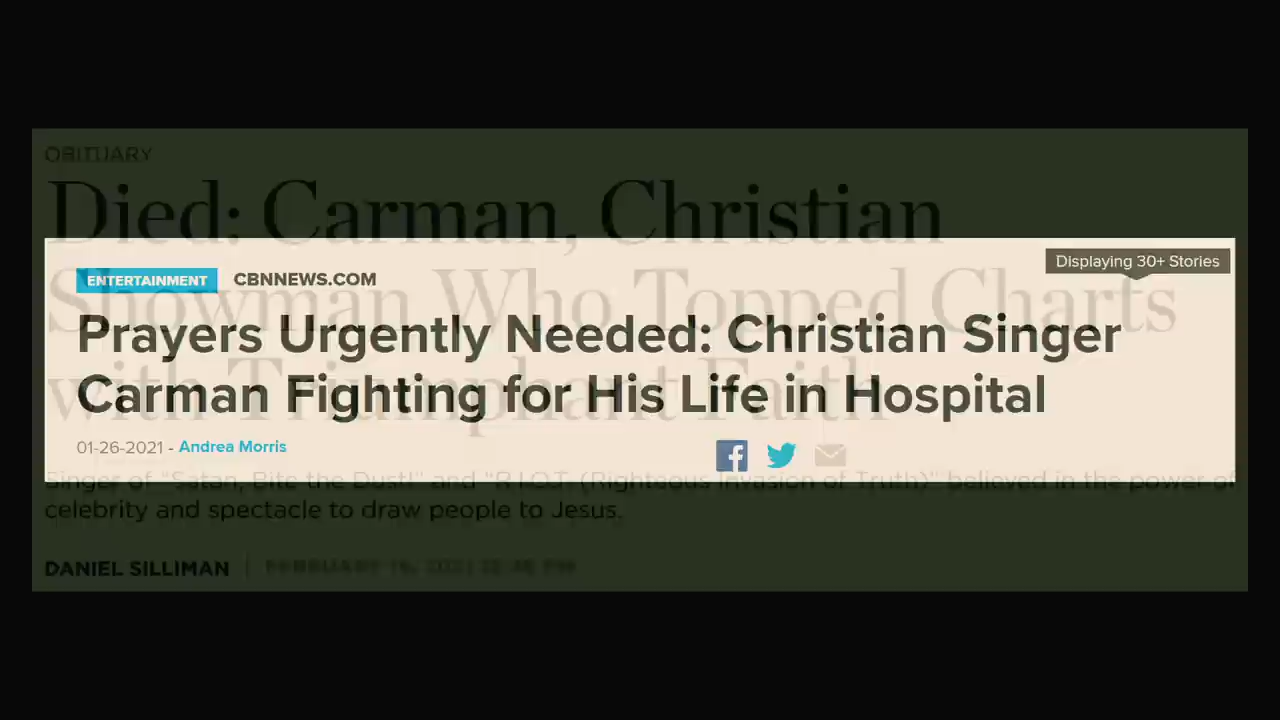 OBITUARY
Died: Carman, Christian
Showman Who Topped Charts
with Triumphant Faith
Singer of "Satan, Bite the Dust!" and "R.I.O.T. (Righteous Invasion of Truth)" believed in the power of
celebrity and spectacle to draw people to Jesus.
DANIEL SILLIMAN
Displaying 30+ Stories
ENTERTAINMENT CBNNEWS.COM
Prayers Urgently Needed: Christian Singer
Carman Fighting for His Life in Hospital
01-26-2021 - Andrea Morris